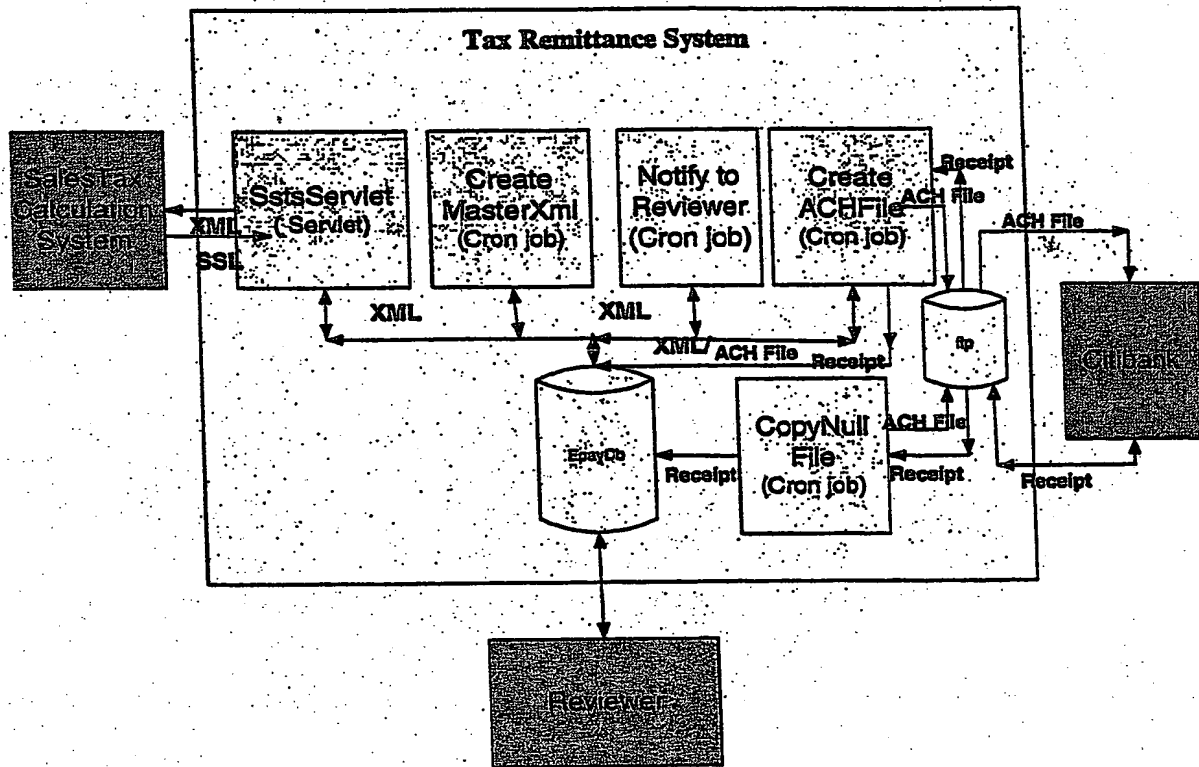 Tax Remittance System
SalesTax
Calculation
System
XML
SSL
SstsServlet
(Servlet)
Create
MasterXml
(Cron job)
Notify to
Reviewer
(Cron job)
Create
ACHFile
(Cron job)
Receipt
ACH File
ACH File
XML
XML
XML/
ACH File
Receipt
ftp
CitiBank
EpayDb
CopyNull
File
(Cron job)
ACH File
Receipt
Receipt
Receipt
Reviewer